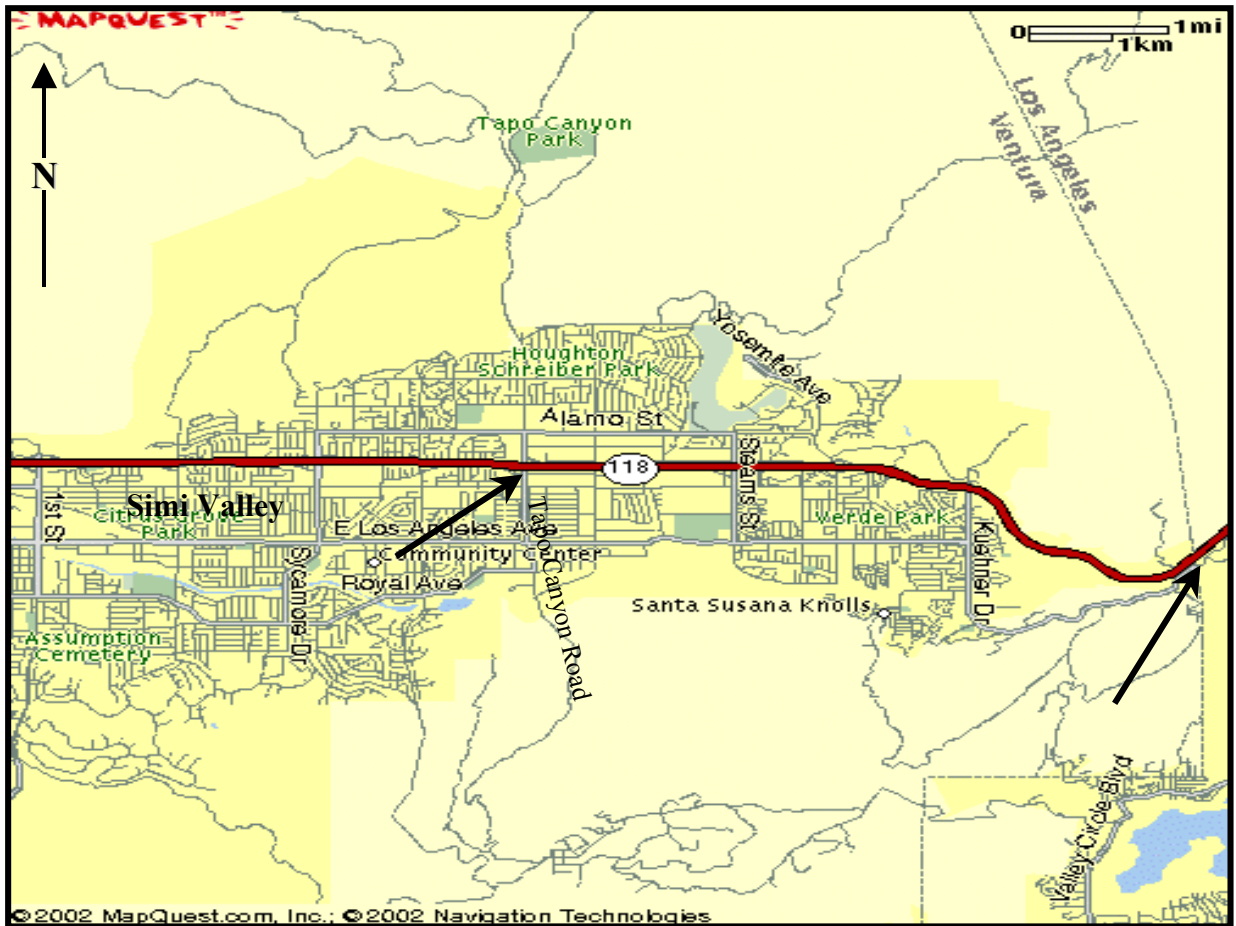 MAPQUEST™
0 1mi
1km
N
Tapo Canyon
Park
Los Angeles
Ventura
Yosemite Ave
Houghton
Schreiber Park
Alamo St
118
1st St
Simi Valley
Citrus Grove
Park
E Los Angeles Ave
Community Center
Royal Ave
Sycamore Dr
Tapo Canyon Road
Stearns St
Verde Park
Kuehner Dr
Santa Susana Knolls
Assumption
Cemetery
Valley Circle Blvd
©2002 MapQuest.com, Inc.; ©2002 Navigation Technologies